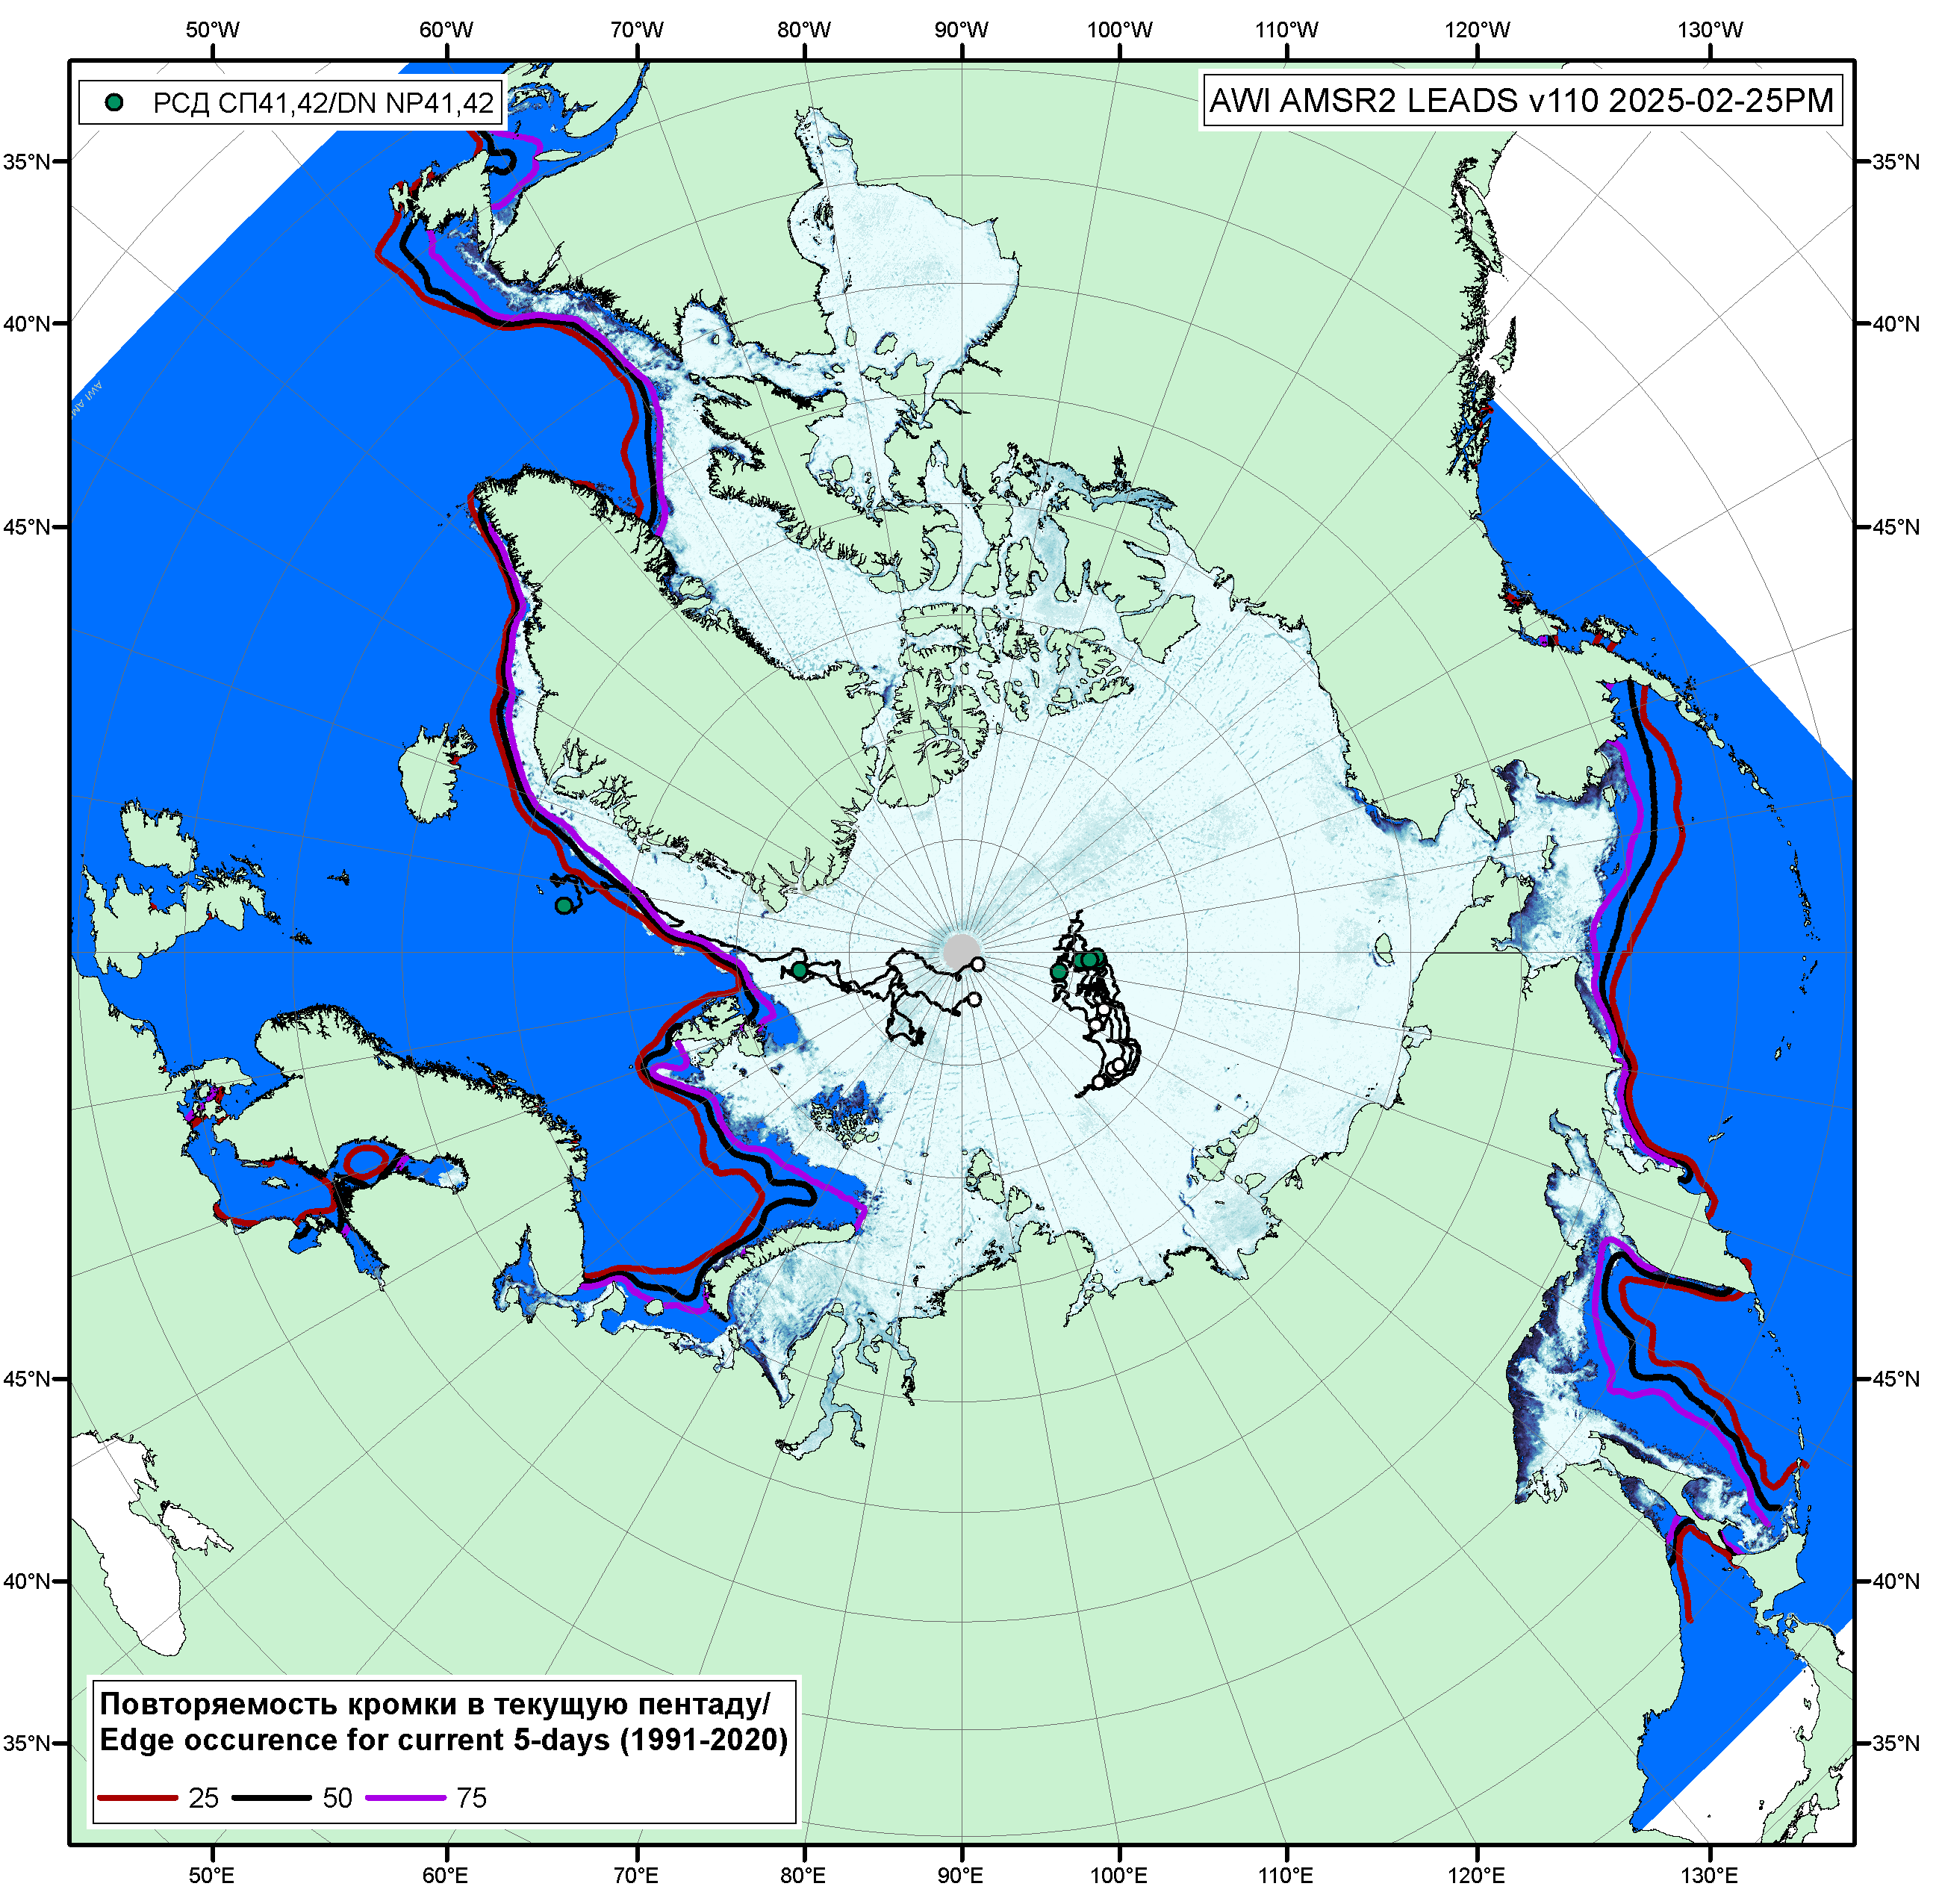 50°W 60°W 70°W 80°W 90°W 100°W 110°W 120°W 130°W
РСД СП41,42/DN NP41,42
AWI AMSR2 LEADS v110 2025-02-25PM
35°N 35°N
40°N 40°N
AWI AM
45°N 45°N
45°N 45°N
40°N 40°N
Повторяемость кромки в текущую пентаду/
Edge occurence for current 5-days (1991-2020)
35°N 35°N
25 50 75
50°E 60°E 70°E 80°E 90°E 100°E 110°E 120°E 130°E